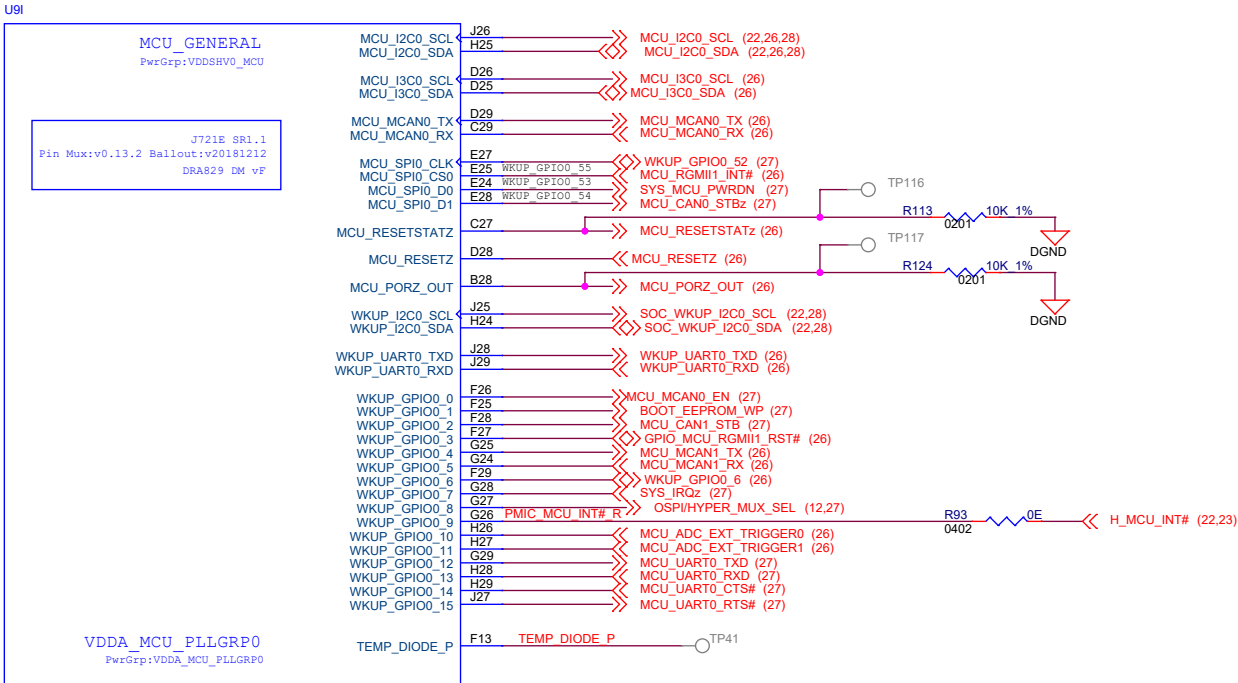 U9I
MCU_GENERAL
PwrGrp:VDDSHV0_MCU
J721E SR1.1
Pin Mux:v0.13.2 Ballout:v20181212
DRA829 DM vF
MCU_I2C0_SCL J26 MCU_I2C0_SCL (22,26,28)
MCU_I2C0_SDA H25 MCU_I2C0_SDA (22,26,28)
MCU_I3C0_SCL D26 MCU_I3C0_SCL (26)
MCU_I3C0_SDA D25 MCU_I3C0_SDA (26)
MCU_MCAN0_TX D29 MCU_MCAN0_TX (26)
MCU_MCAN0_RX C29 MCU_MCAN0_RX (26)
MCU_SPI0_CLK E27 WKUP_GPIO0_52 (27)
MCU_SPI0_CS0 E25 WKUP_GPIO0_55 MCU_RGMII1_INT# (26)
MCU_SPI0_D0 E24 WKUP_GPIO0_53 SYS_MCU_PWRDN (27)
MCU_SPI0_D1 E28 WKUP_GPIO0_54 MCU_CAN0_STBz (27)
TP116
R113 10K_1%
0201
DGND
MCU_RESETSTATZ C27 MCU_RESETSTATz (26)
TP117
MCU_RESETZ D28 MCU_RESETZ (26)
R124 10K_1%
0201
DGND
MCU_PORZ_OUT B28 MCU_PORZ_OUT (26)
WKUP_I2C0_SCL J25 SOC_WKUP_I2C0_SCL (22,28)
WKUP_I2C0_SDA H24 SOC_WKUP_I2C0_SDA (22,28)
WKUP_UART0_TXD J28 WKUP_UART0_TXD (26)
WKUP_UART0_RXD J29 WKUP_UART0_RXD (26)
WKUP_GPIO0_0 F26 MCU_MCAN0_EN (27)
WKUP_GPIO0_1 F25 BOOT_EEPROM_WP (27)
WKUP_GPIO0_2 F28 MCU_CAN1_STB (27)
WKUP_GPIO0_3 F27 GPIO_MCU_RGMII1_RST# (26)
WKUP_GPIO0_4 G25 MCU_MCAN1_TX (26)
WKUP_GPIO0_5 G24 MCU_MCAN1_RX (26)
WKUP_GPIO0_6 F29 WKUP_GPIO0_6 (26)
WKUP_GPIO0_7 G28 SYS_IRQz (27)
WKUP_GPIO0_8 G27 OSPI/HYPER_MUX_SEL (12,27)
WKUP_GPIO0_9 G26 PMIC_MCU_INT#_R R93 0E H_MCU_INT# (22,23)
0402
WKUP_GPIO0_10 H26 MCU_ADC_EXT_TRIGGER0 (26)
WKUP_GPIO0_11 H27 MCU_ADC_EXT_TRIGGER1 (26)
WKUP_GPIO0_12 G29 MCU_UART0_TXD (27)
WKUP_GPIO0_13 H28 MCU_UART0_RXD (27)
WKUP_GPIO0_14 H29 MCU_UART0_CTS# (27)
WKUP_GPIO0_15 J27 MCU_UART0_RTS# (27)
VDDA_MCU_PLLGRP0
PwrGrp:VDDA_MCU_PLLGRP0
TEMP_DIODE_P F13 TEMP_DIODE_P TP41